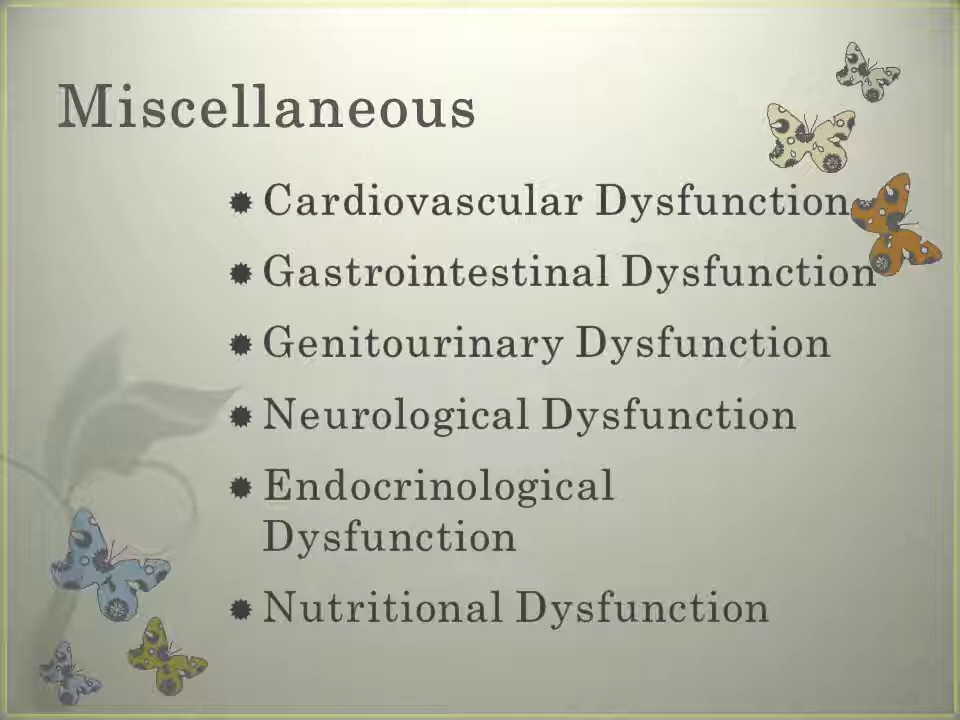 Miscellaneous
Cardiovascular Dysfunction
Gastrointestinal Dysfunction
Genitourinary Dysfunction
Neurological Dysfunction
Endocrinological
Dysfunction
Nutritional Dysfunction